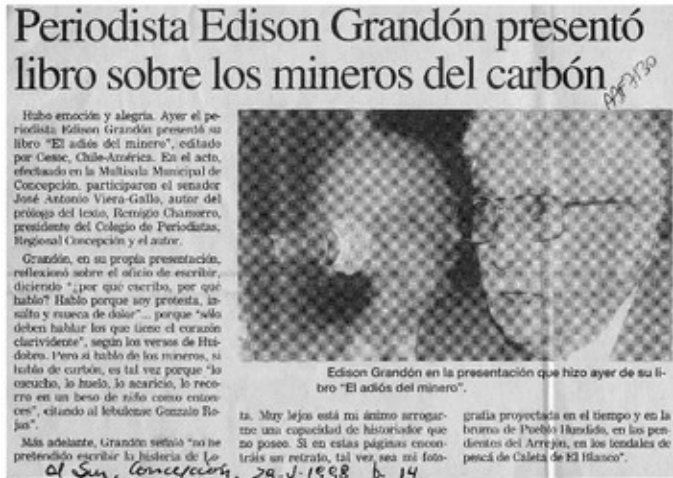 Periodista Edison Grandón presentó
libro sobre los mineros del carbón
Hubo emoción y alegría. Ayer el pe-
riodista Edison Grandón presentó su
libro "El adiós del minero", editado
por Cesoc, Chile-América. En el acto,
efectuado en la Multisala Municipal de
Concepción, participaron el senador
José Antonio Viera-Gallo, autor del
prólogo del texto, Remigio Chamorro,
presidente del Colegio de Periodistas,
Regional Concepción y el autor.
Grandón, en su propia presentación,
reflexionó sobre el oficio de escribir,
diciendo "¿por qué escribo, por qué
hablo? Hablo porque soy protesta, in-
sulto y mueca de dolor"... porque "sólo
deben hablar los que tiene el corazón
clarividente", según los versos de Hui-
dobro. Pero si hablo de los mineros, si
hablo de carbón, es tal vez porque "lo
escucho, lo huelo, lo acaricio, lo reco-
rro en un beso de niño como enton-
ces", citando al lebulense Gonzalo Ro-
jas".
Más adelante, Grandón señaló "no he
pretendido escribir la historia de Lo-
ta. Muy lejos está mi ánimo arrogar-
me una capacidad de historiador que
no poseo. Si en estas páginas encon-
tráis un retrato, tal vez sea mi foto-
grafía proyectada en el tiempo y en la
bruma de Pueblo Hundido, en las pen-
dientes del Arrejón, en los tendales de
pesca de Caleta de El Blanco".
Edison Grandón en la presentación que hizo ayer de su li-
bro "El adiós del minero".
El Sur, Concepción, 29-V-1998 p. 14